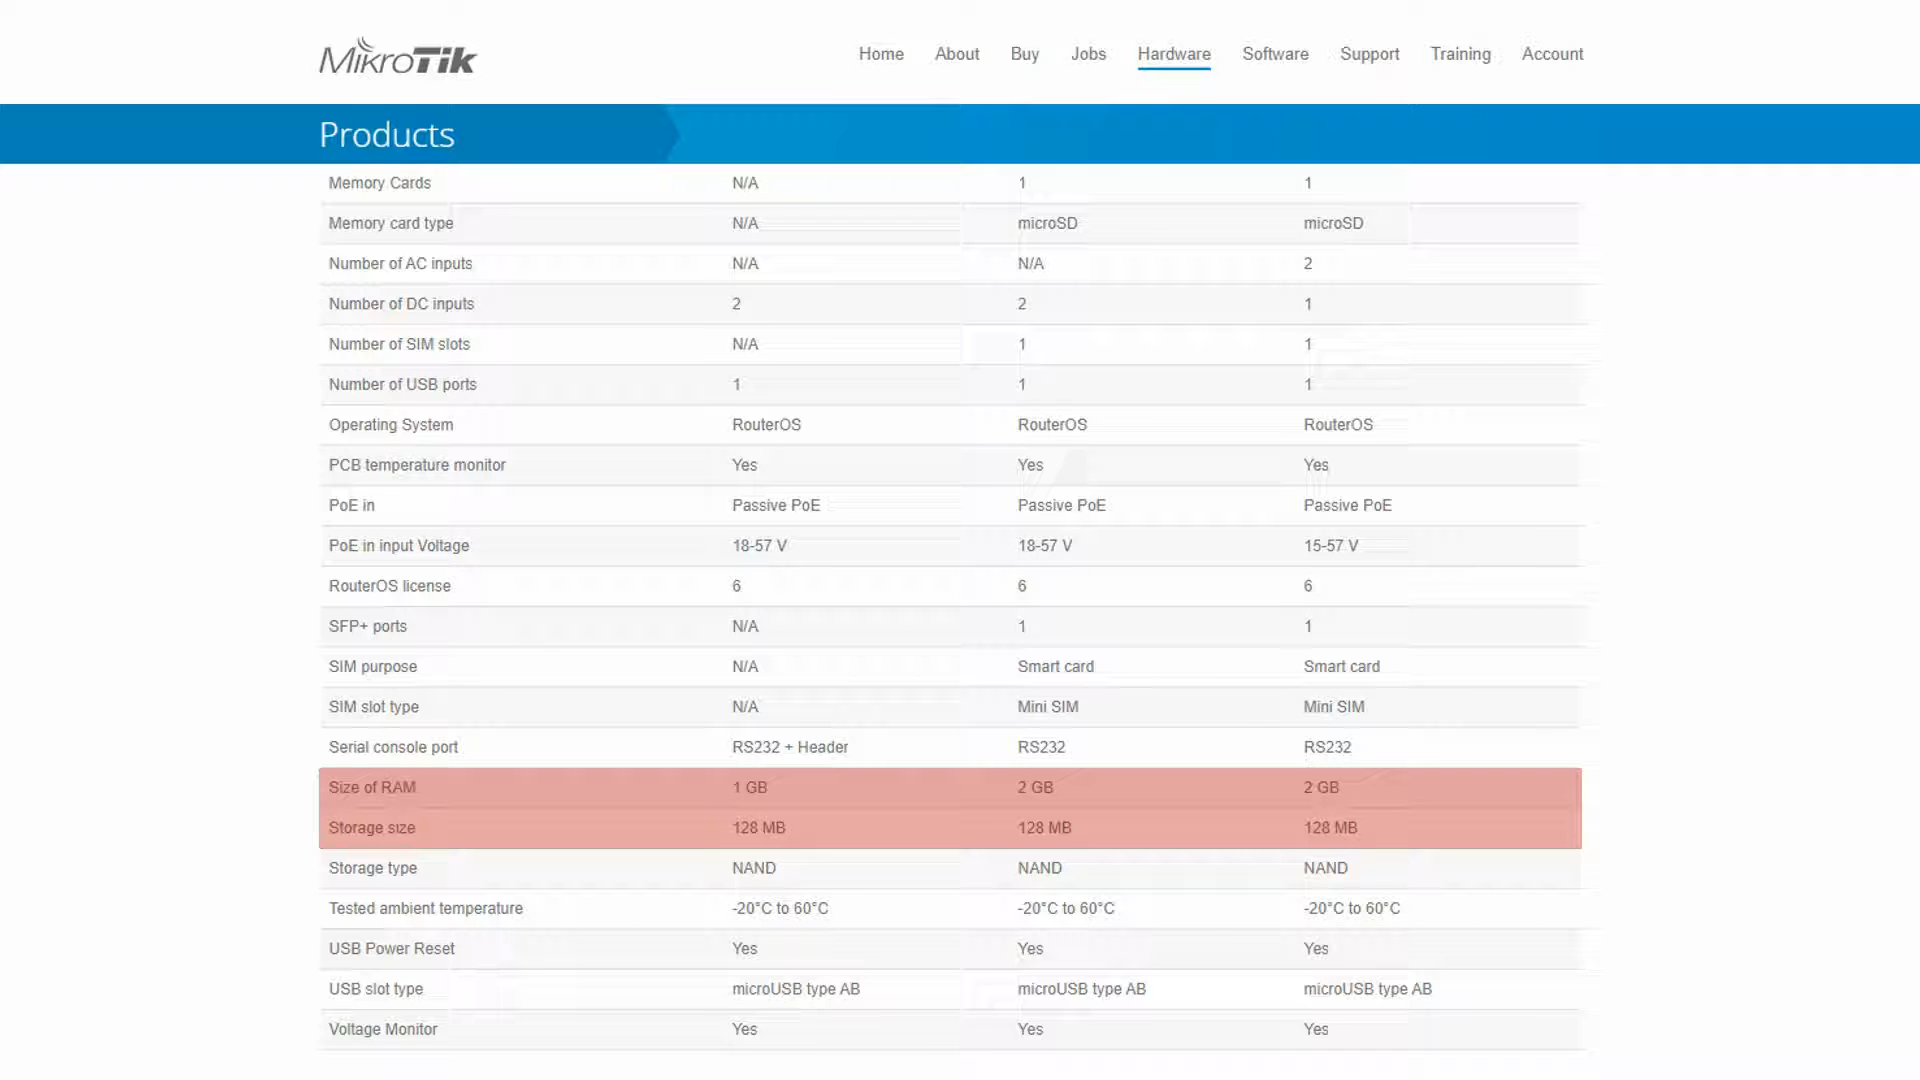 MikroTik Home About Buy Jobs Hardware Software Support Training Account
Products
Memory Cards N/A 1 1
Memory card type N/A microSD microSD
Number of AC inputs N/A N/A 2
Number of DC inputs 2 2 1
Number of SIM slots N/A 1 1
Number of USB ports 1 1 1
Operating System RouterOS RouterOS RouterOS
PCB temperature monitor Yes Yes Yes
PoE in Passive PoE Passive PoE Passive PoE
PoE in input Voltage 18-57 V 18-57 V 15-57 V
RouterOS license 6 6 6
SFP+ ports N/A 1 1
SIM purpose N/A Smart card Smart card
SIM slot type N/A Mini SIM Mini SIM
Serial console port RS232 + Header RS232 RS232
Size of RAM 1 GB 2 GB 2 GB
Storage size 128 MB 128 MB 128 MB
Storage type NAND NAND NAND
Tested ambient temperature -20°C to 60°C -20°C to 60°C -20°C to 60°C
USB Power Reset Yes Yes Yes
USB slot type microUSB type AB microUSB type AB microUSB type AB
Voltage Monitor Yes Yes Yes